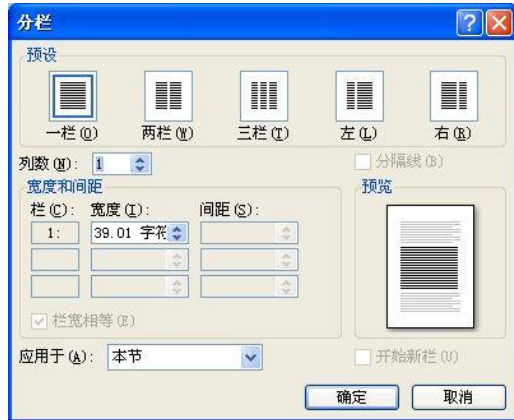 分栏
预设
一栏(O) 两栏(W) 三栏(T) 左(L) 右(R)
列数(N): 1 分隔线(B)
宽度和间距 预览
栏(C): 宽度(I): 间距(S):
1: 39.01 字符
栏宽相等(E)
应用于(A): 本节 开始新栏(U)
确定 取消